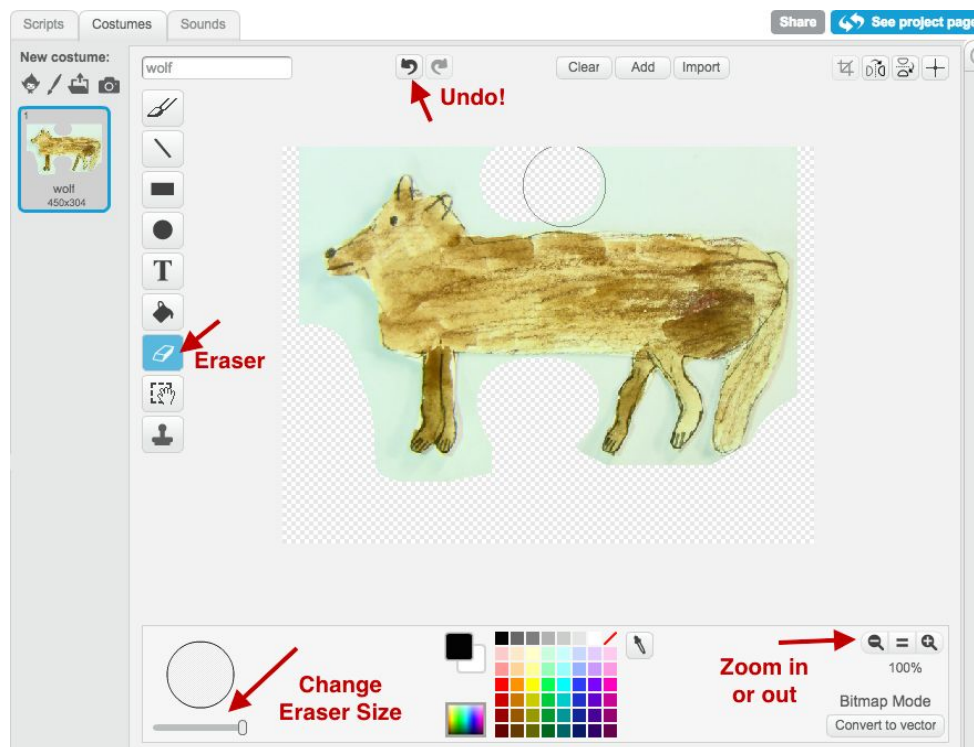 Scripts Costumes Sounds
Share See project page
New costume:
wolf
Clear Add Import
Undo!
1
wolf
450x304
T
Eraser
Change
Eraser Size
Zoom in
or out
100%
Bitmap Mode
Convert to vector